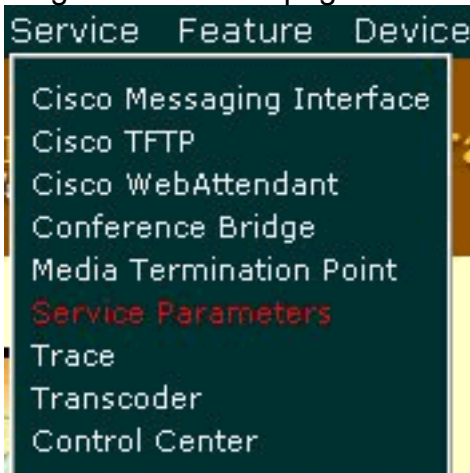 Service Feature Device
Cisco Messaging Interface
Cisco TFTP
Cisco WebAttendant
Conference Bridge
Media Termination Point
Service Parameters
Trace
Transcoder
Control Center